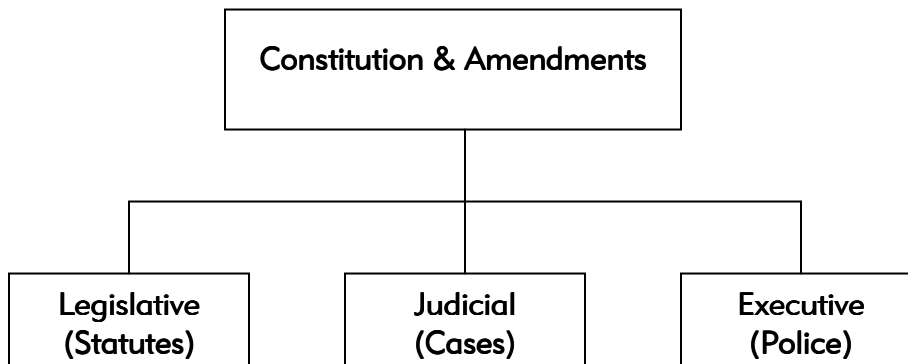 Constitution & Amendments
Legislative
(Statutes)
Judicial
(Cases)
Executive
(Police)